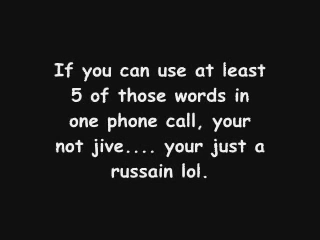 If you can use at least
5 of those words in
one phone call, your
not jive.... your just a
russain lol.